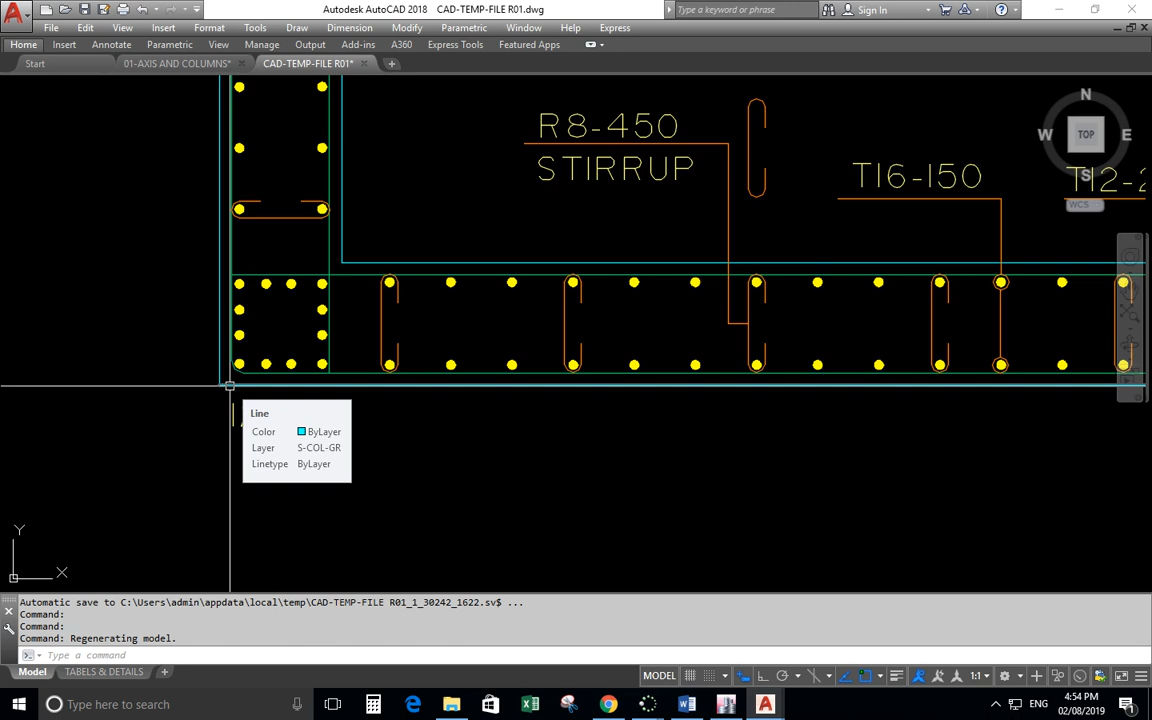 Autodesk AutoCAD 2018 CAD-TEMP-FILE R01.dwg
Type a keyword or phrase
Sign In
File Edit View Insert Format Tools Draw Dimension Modify Parametric Window Help Express
Home Insert Annotate Parametric View Manage Output Add-ins A360 Express Tools Featured Apps
Start 01-AXIS AND COLUMNS* CAD-TEMP-FILE R01*
N
W TOP E
S
WCS
R8-450
STIRRUP
T16-150
T12-2
Line
Color ByLayer
Layer S-COL-GR
Linetype ByLayer
Y
X
Automatic save to C:\Users\admin\appdata\local\temp\CAD-TEMP-FILE R01_1_30242_1622.sv$ ...
Command:
Command:
Command: Regenerating model.
Type a command
Model TABLES & DETAILS
MODEL 1:1
Type here to search
ENG
4:54 PM
02/08/2019